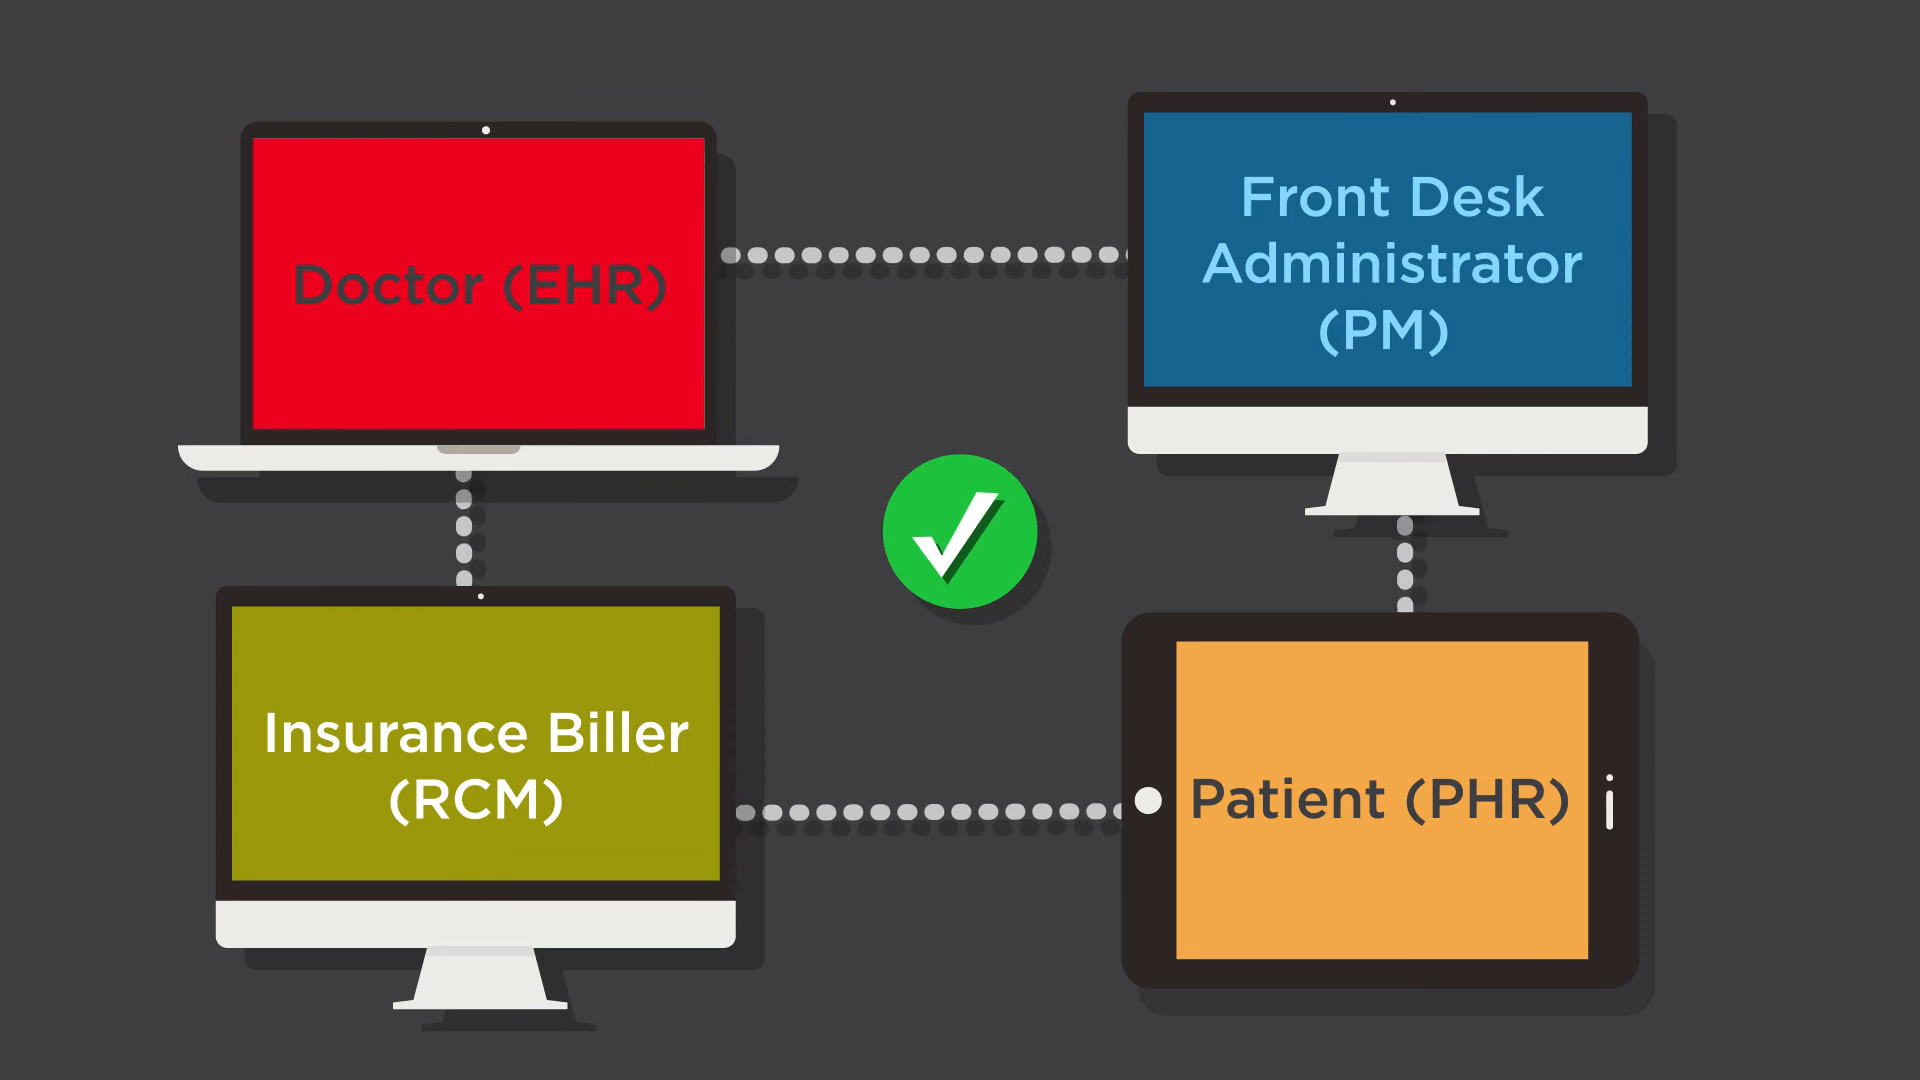 Doctor (EHR)
Front Desk
Administrator
(PM)
Insurance Biller
(RCM)
Patient (PHR)